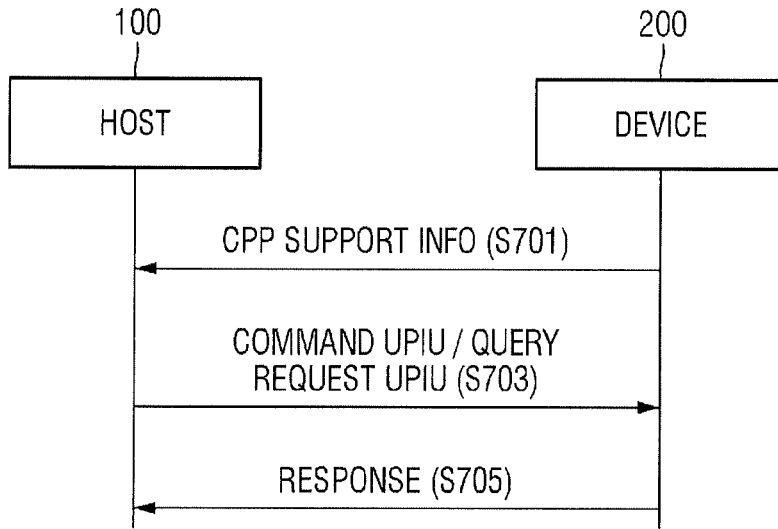 100
200
HOST
DEVICE
CPP SUPPORT INFO (S701)
COMMAND UPIU / QUERY
REQUEST UPIU (S703)
RESPONSE (S705)